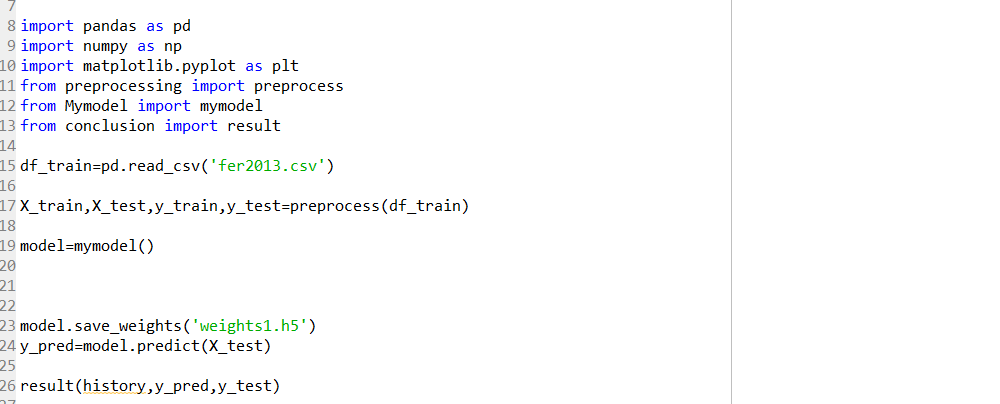 7
8 import pandas as pd
9 import numpy as np
10 import matplotlib.pyplot as plt
11 from preprocessing import preprocess
12 from Mymodel import mymodel
13 from conclusion import result
14
15 df_train=pd.read_csv('fer2013.csv')
16
17 X_train,X_test,y_train,y_test=preprocess(df_train)
18
19 model=mymodel()
20
21
22
23 model.save_weights('weights1.h5')
24 y_pred=model.predict(X_test)
25
26 result(history,y_pred,y_test)
27